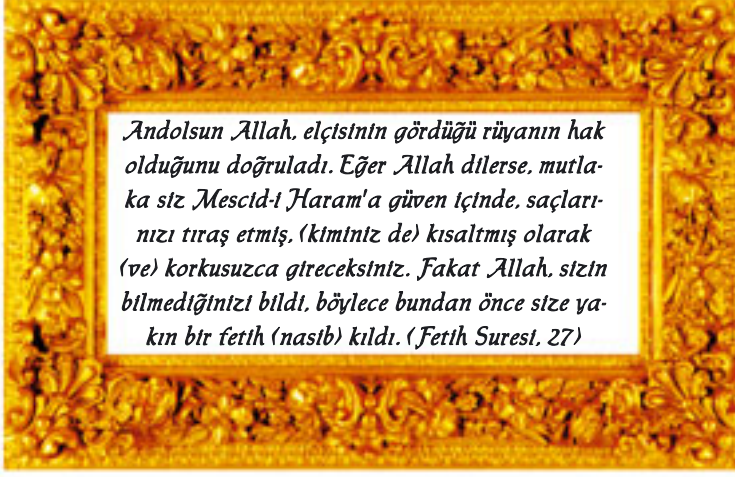 Andolsun Allah, elçisinin gördüğü rüyanın hak
olduğunu doğruladı. Eğer Allah dilerse, mutla-
ka siz Mescid-i Haram'a güven içinde, saçları-
nızı tıraş etmiş, (kiminiz de) kısaltmış olarak
(ve) korkusuzca gireceksiniz. Fakat Allah, sizin
bilmediğinizi bildi, böylece bundan önce size ya-
kın bir fetih (nasib) kıldı. (Fetih Suresi, 27)